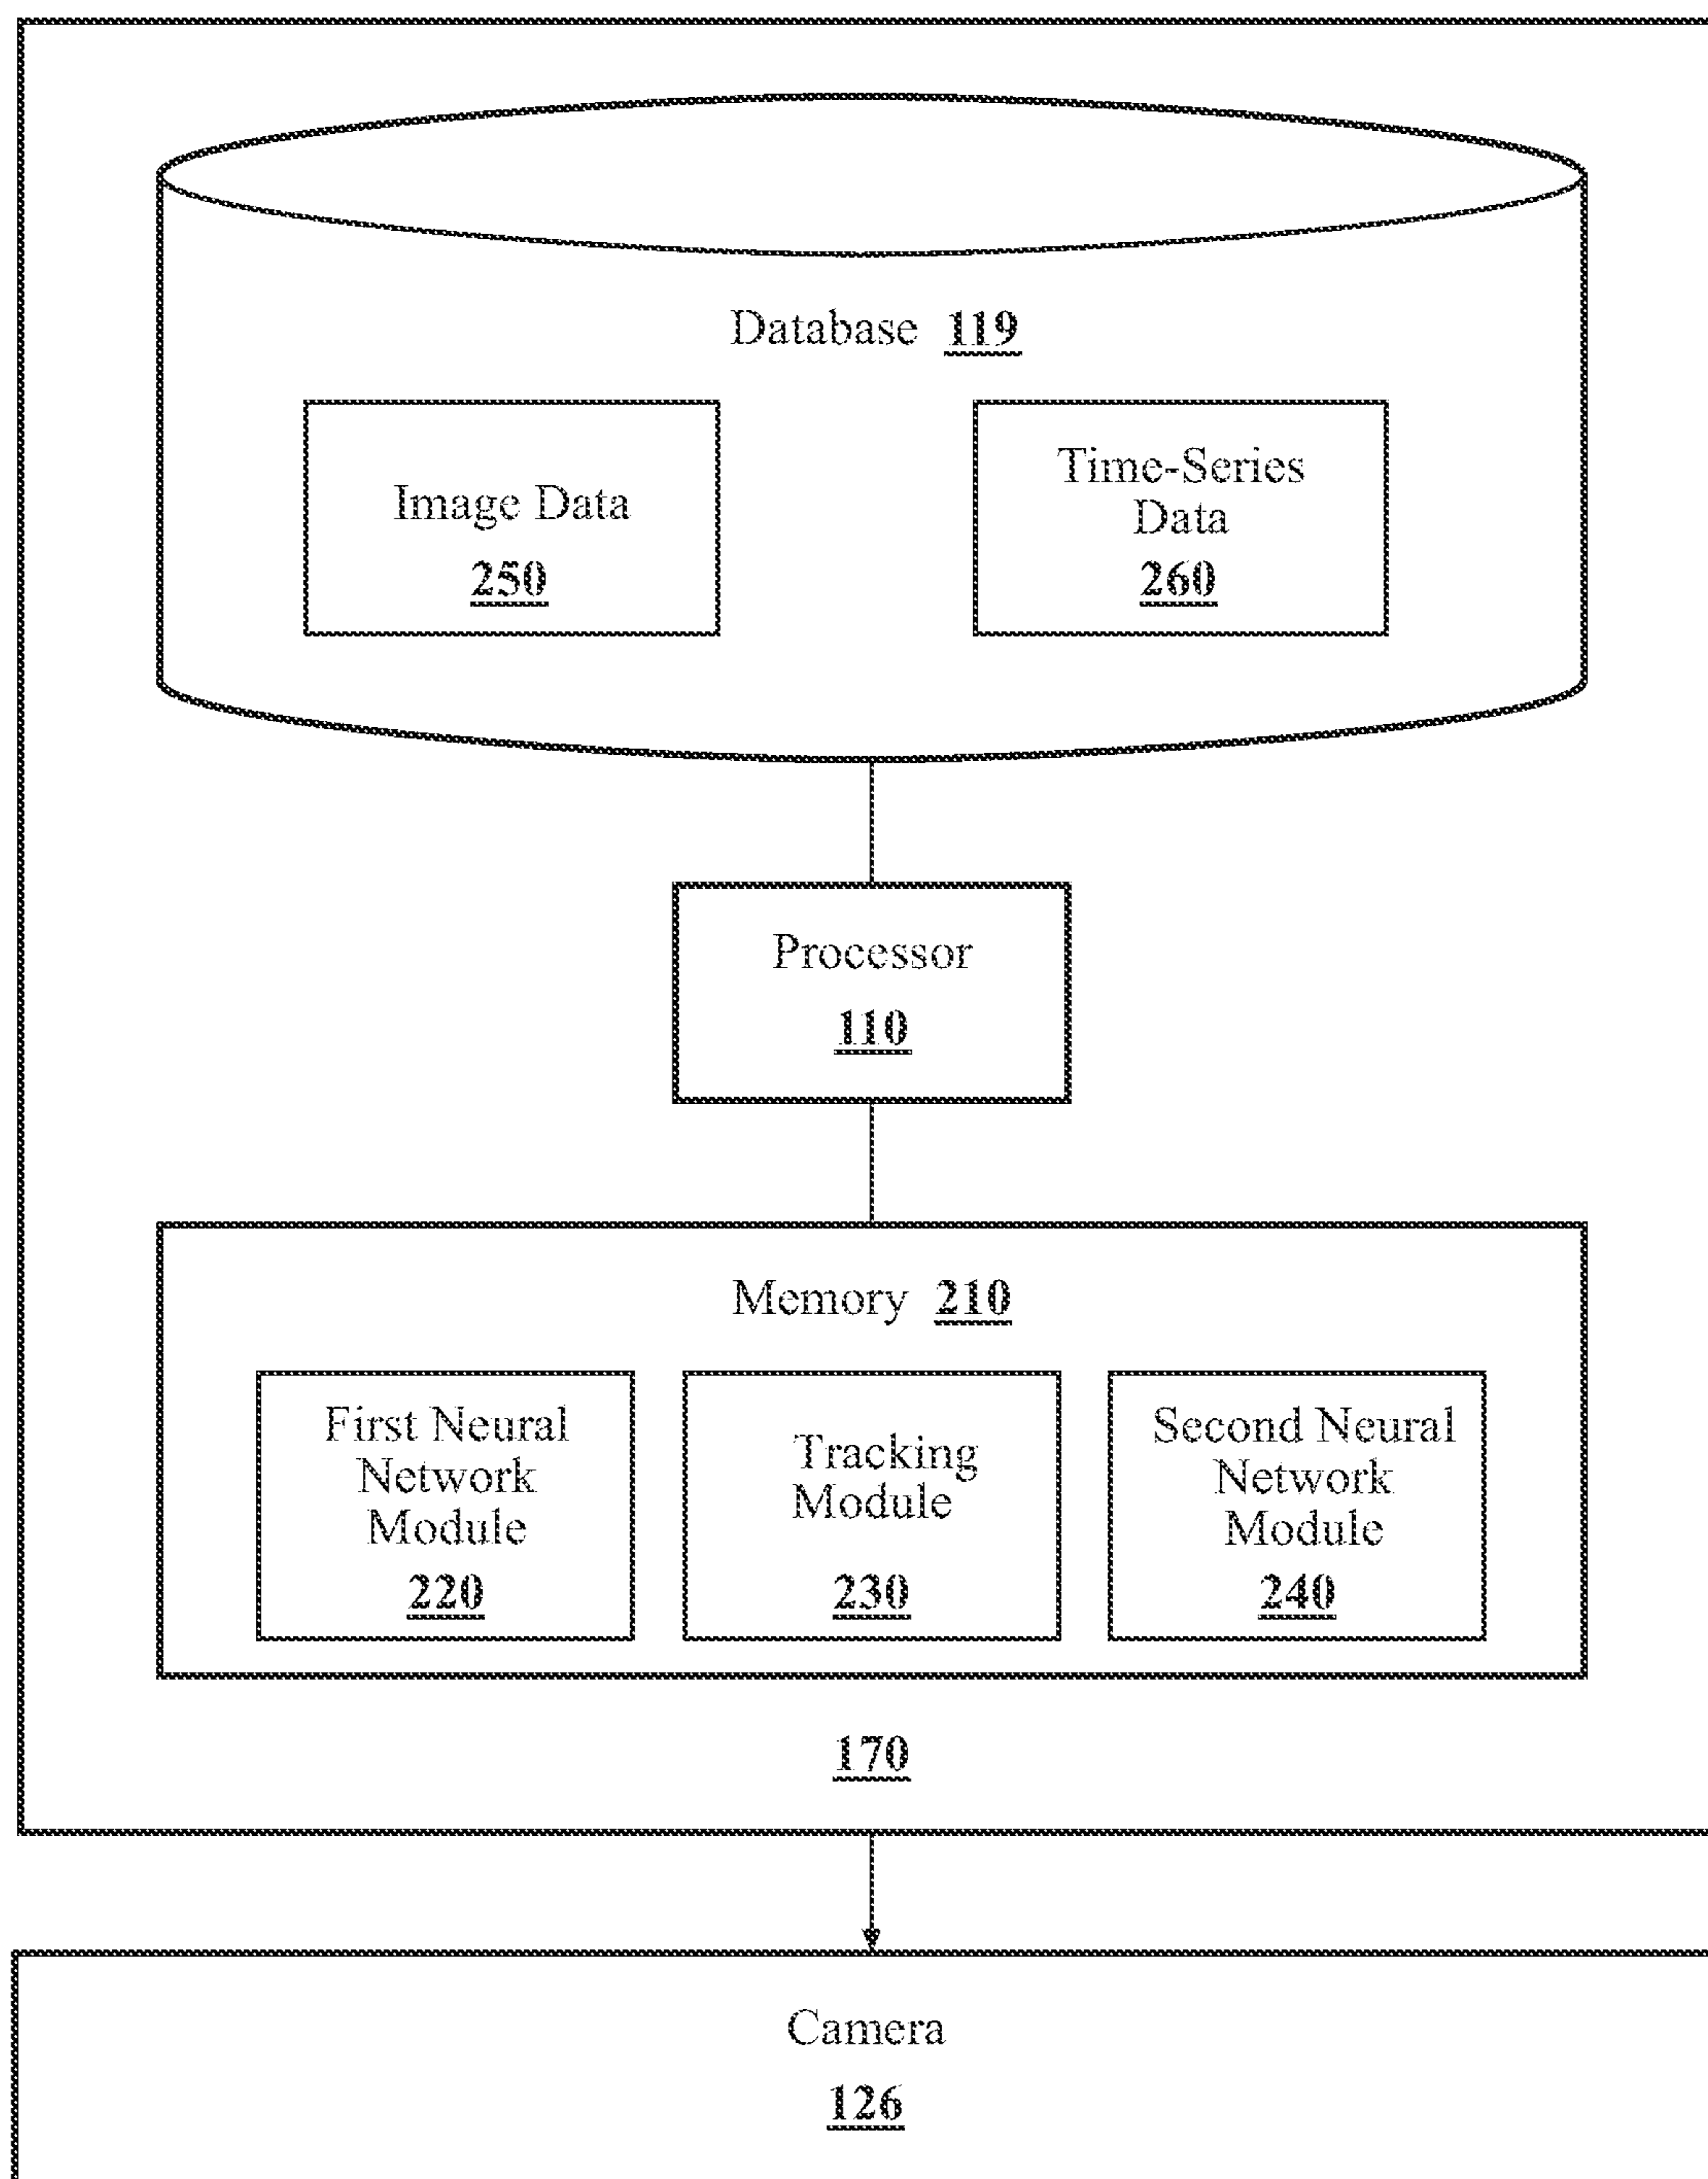 Database 119
Image Data
250
Time-Series
Data
260
Processor
110
Memory 210
First Neural
Network
Module
220
Tracking
Module
230
Second Neural
Network
Module
240
170
Camera
126